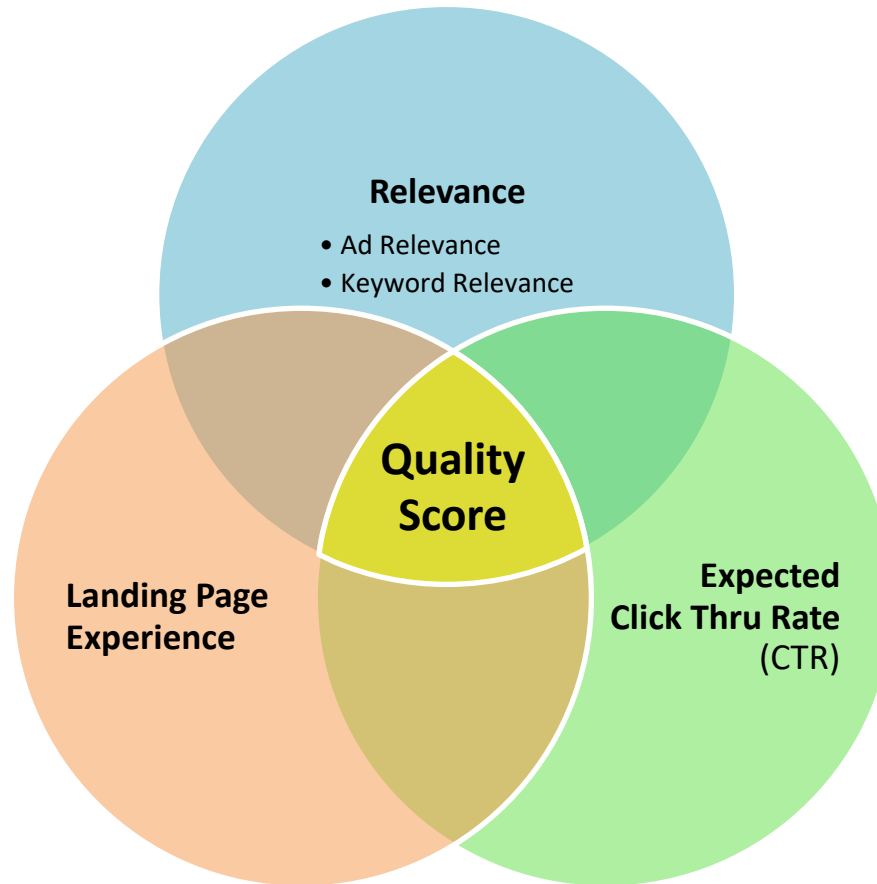 Relevance
• Ad Relevance
• Keyword Relevance
Quality
Score
Landing Page
Experience
Expected
Click Thru Rate
(CTR)